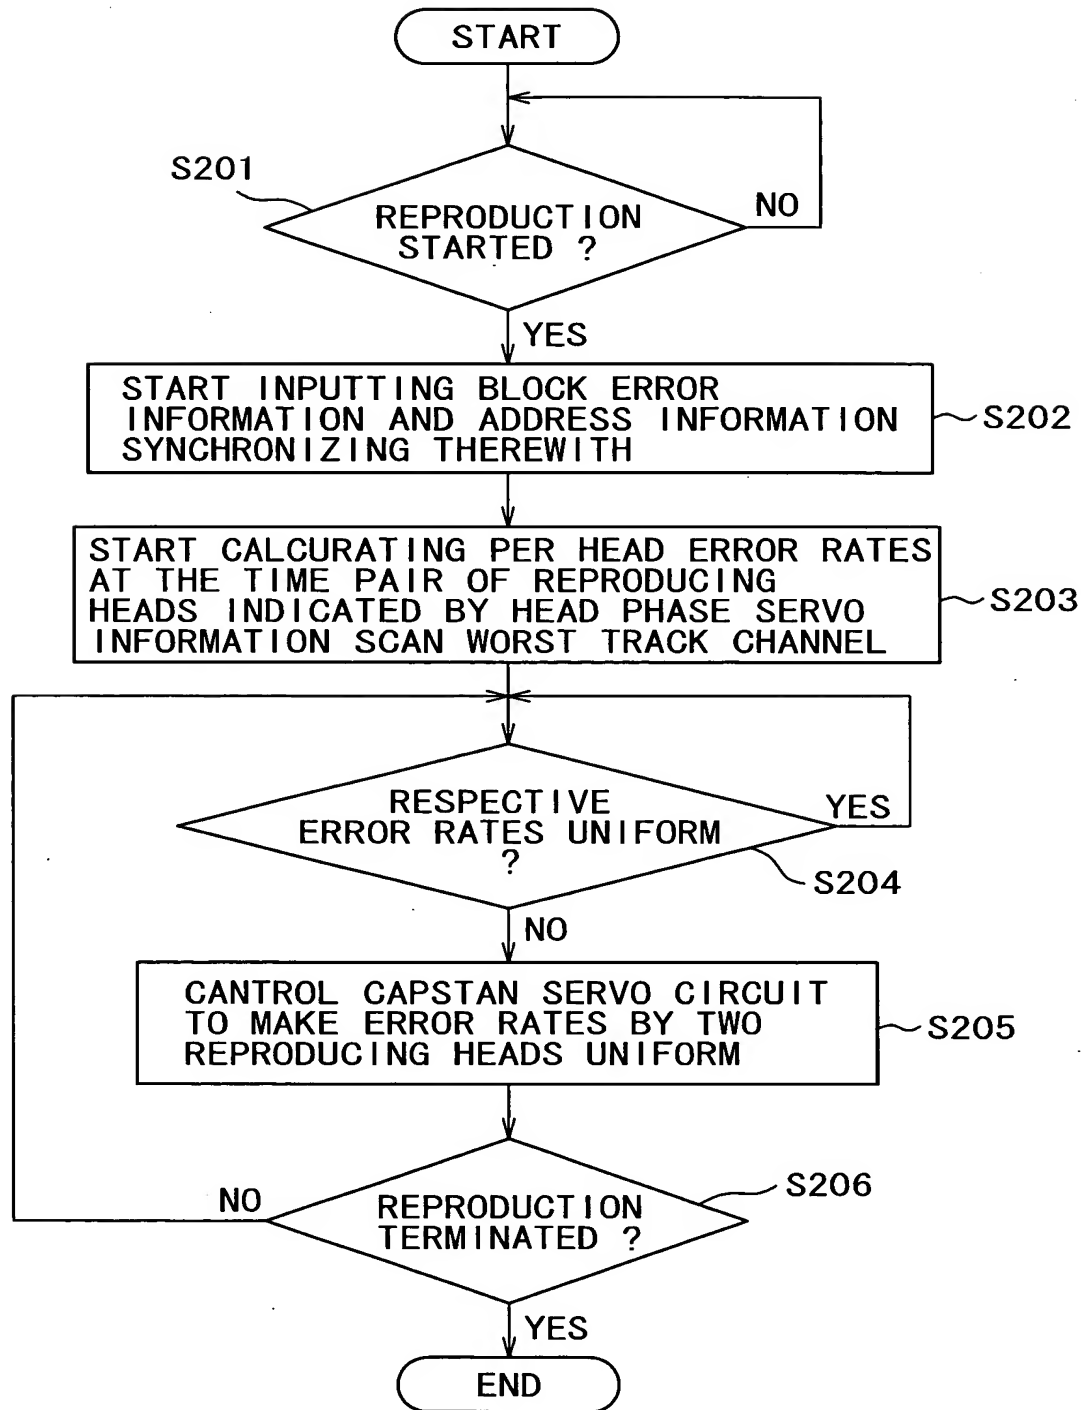 START
S201
REPRODUCTION
STARTED ?
NO
YES
START INPUTTING BLOCK ERROR
INFORMATION AND ADDRESS INFORMATION
SYNCHRONIZING THEREWITH
S202
START CALCURATING PER HEAD ERROR RATES
AT THE TIME PAIR OF REPRODUCING
HEADS INDICATED BY HEAD PHASE SERVO
INFORMATION SCAN WORST TRACK CHANNEL
S203
RESPECTIVE
ERROR RATES UNIFORM
?
YES
S204
NO
CANTROL CAPSTAN SERVO CIRCUIT
TO MAKE ERROR RATES BY TWO
REPRODUCING HEADS UNIFORM
S205
NO
REPRODUCTION
TERMINATED ?
S206
YES
END